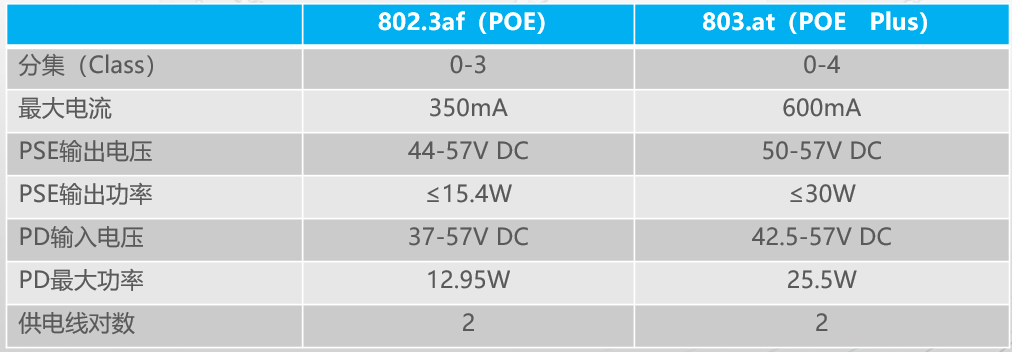 802.3af（POE） 803.at（POE Plus）
分集（Class） 0-3 0-4
最大电流 350mA 600mA
PSE输出电压 44-57V DC 50-57V DC
PSE输出功率 ≤15.4W ≤30W
PD输入电压 37-57V DC 42.5-57V DC
PD最大功率 12.95W 25.5W
供电线对数 2 2